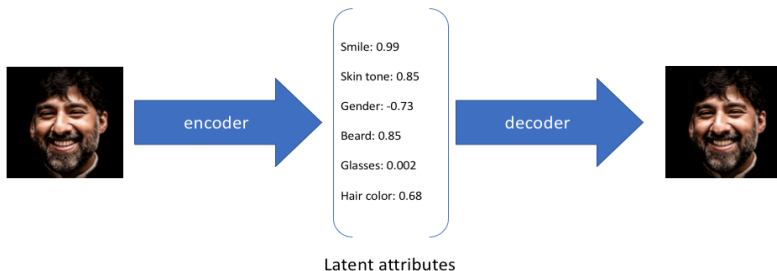 encoder
Smile: 0.99
Skin tone: 0.85
Gender: -0.73
Beard: 0.85
Glasses: 0.002
Hair color: 0.68
decoder
Latent attributes